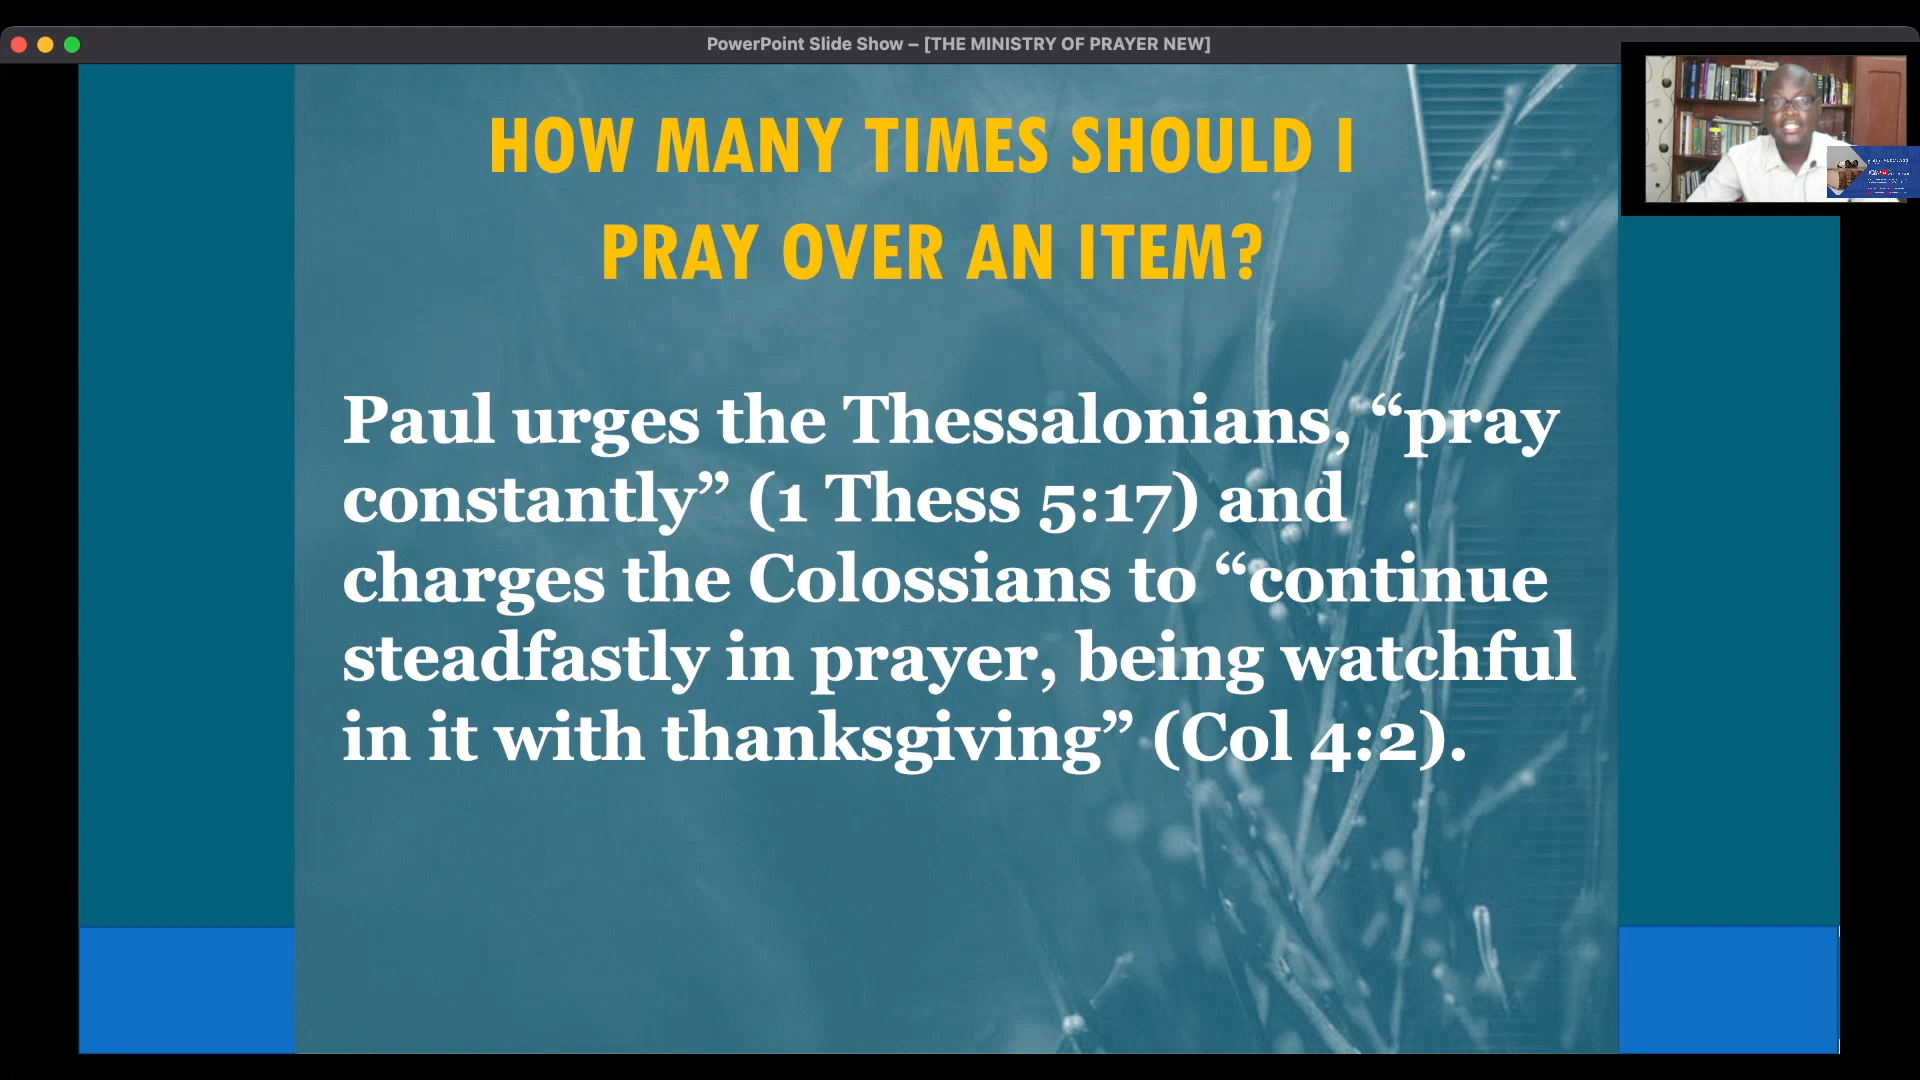 PowerPoint Slide Show – [THE MINISTRY OF PRAYER NEW]
HOW MANY TIMES SHOULD I
PRAY OVER AN ITEM?
Paul urges the Thessalonians, “pray
constantly” (1 Thess 5:17) and
charges the Colossians to “continue
steadfastly in prayer, being watchful
in it with thanksgiving” (Col 4:2).